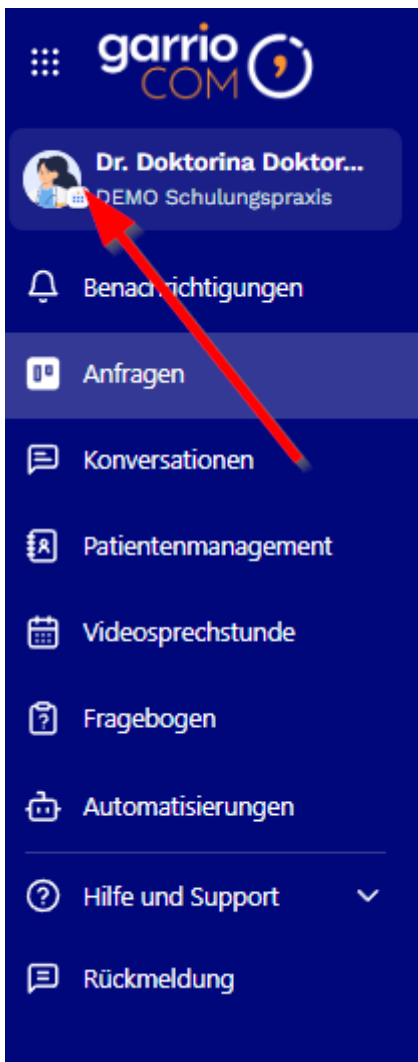 garrio
COM
Dr. Doktorina Doktor...
DEMO Schulungspraxis
Benachrichtigungen
Anfragen
Konversationen
Patientenmanagement
Videosprechstunde
Fragebogen
Automatisierungen
Hilfe und Support
Rückmeldung